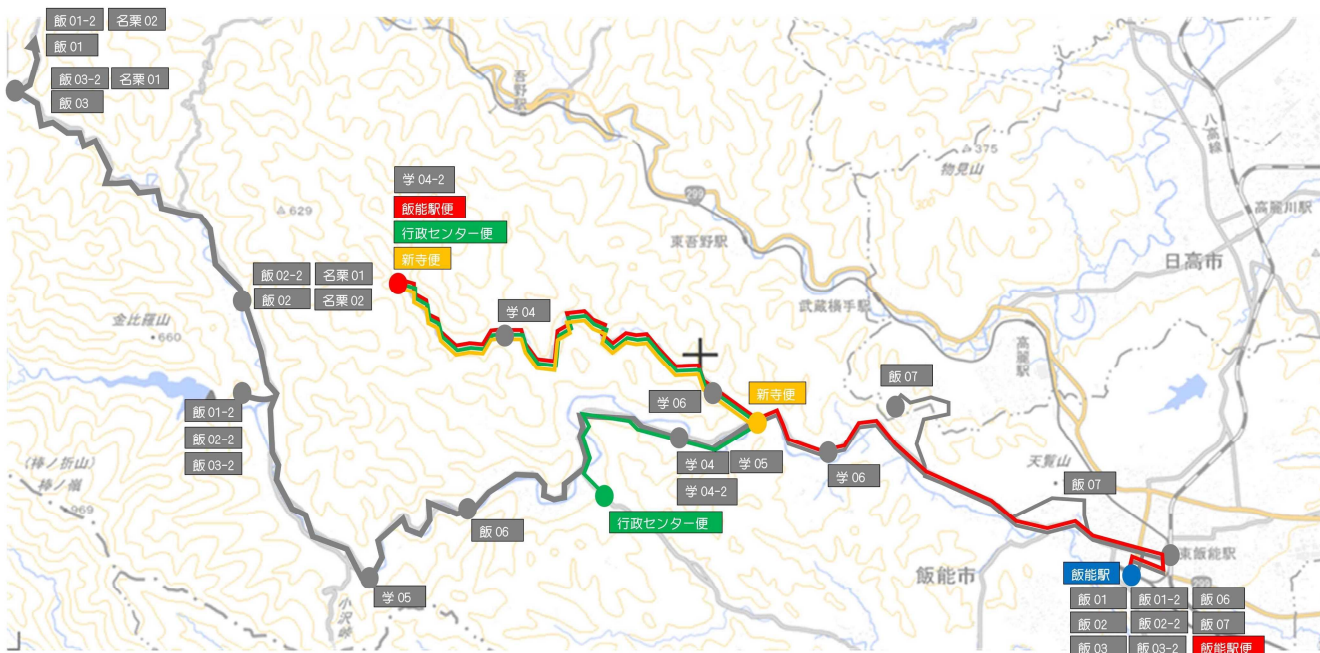 飯 01-2 名栗 02
飯 01
飯 03-2 名栗 01
飯 03
吾野駅
八高線
375
物見山
学 04-2
飯能駅便
行政センター便
新寺便
299
300
高麗川駅
629
東吾野駅
日高市
飯 02-2 名栗 01
飯 02 名栗 02
武蔵横手駅
学 04
金比羅山
660
高麗駅
飯 07
学 06
新寺便
飯 01-2
飯 02-2
飯 03-2
天覧山
学 04 学 05
学 06
飯 07
(棒ノ折山)
棒ノ嶺
学 04-2
969
飯 06
行政センター便
東飯能駅
飯能市
飯能駅
299
学 05
小沢峠
飯 01 飯 01-2 飯 06
飯 02 飯 02-2 飯 07
飯 03 飯 03-2 飯能駅便